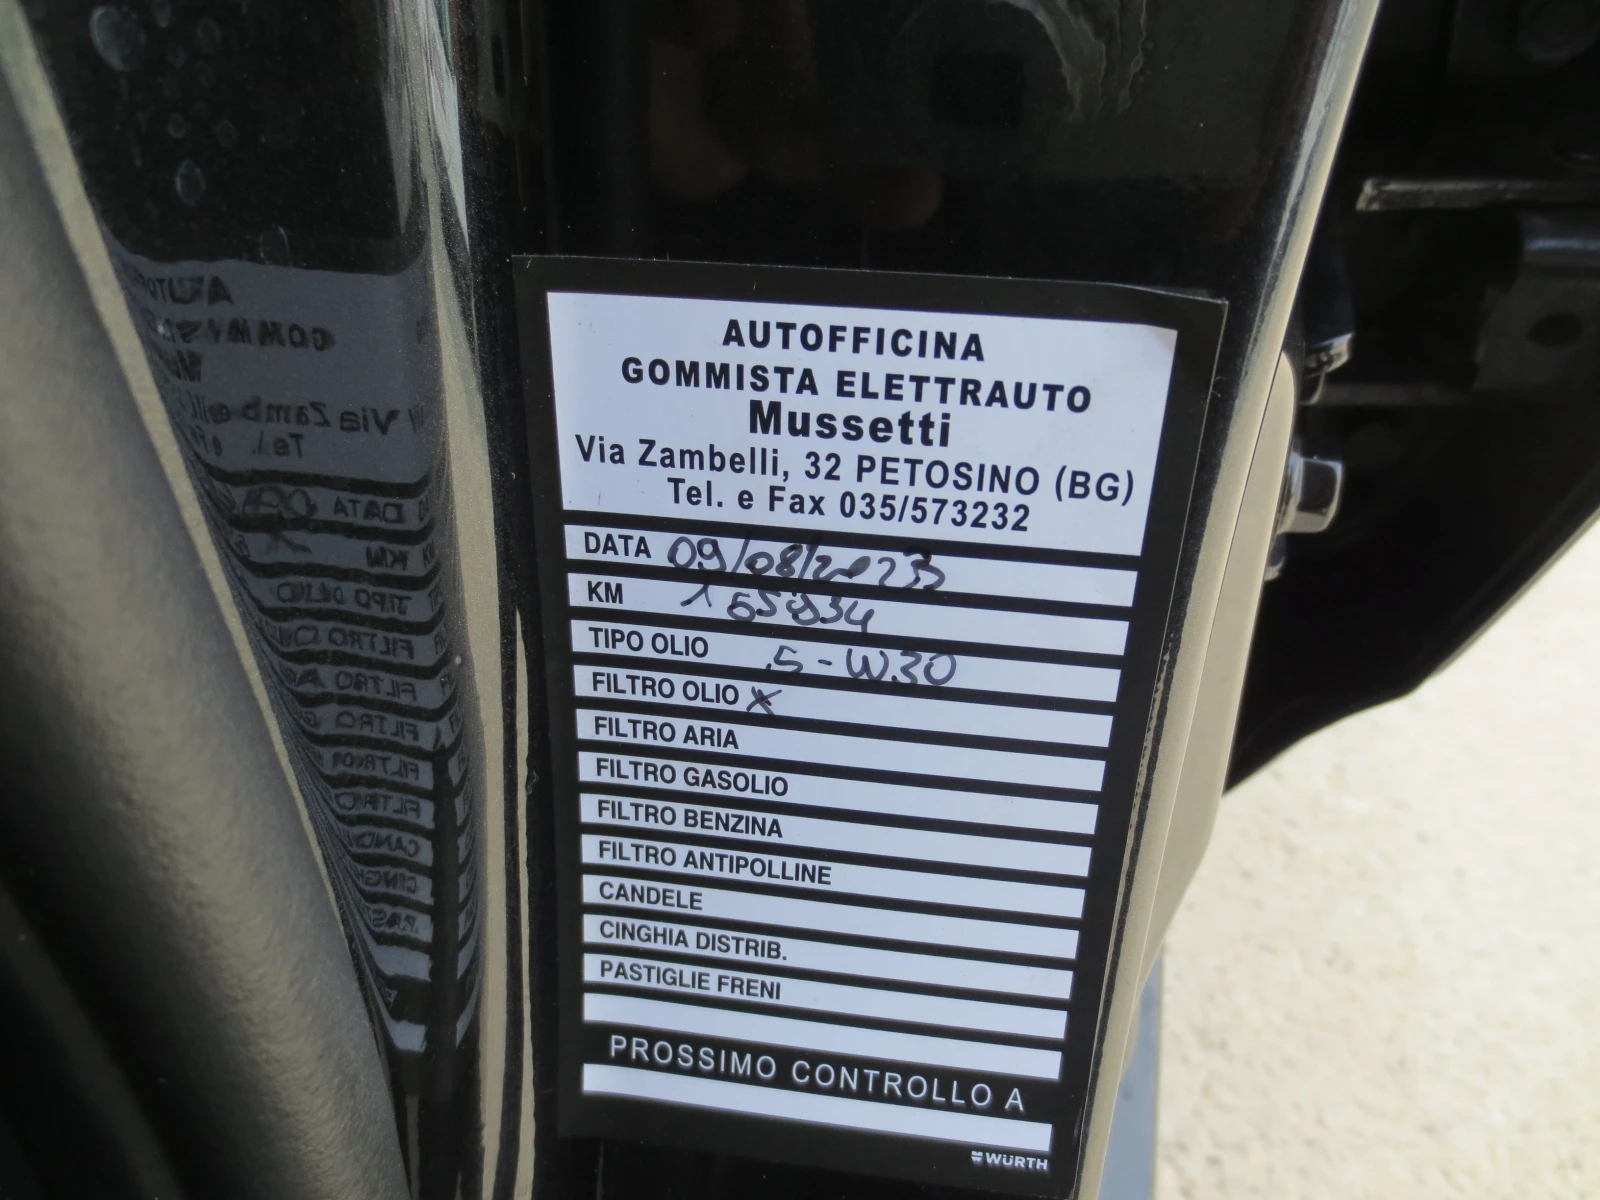 AUTOFFICINA
GOMMISTA ELETTRAUTO
Mussetti
Via Zambelli, 32 PETOSINO (BG)
Tel. e Fax 035/573232
DATA 09/08/2023
KM
TIPO OLIO 5-W.30
FILTRO OLIO X
FILTRO ARIA
FILTRO GASOLIO
FILTRO BENZINA
FILTRO ANTIPOLLINE
CANDELE
CINGHIA DISTRIB.
PASTIGLIE FRENI
PROSSIMO CONTROLLO A
WÜRTH